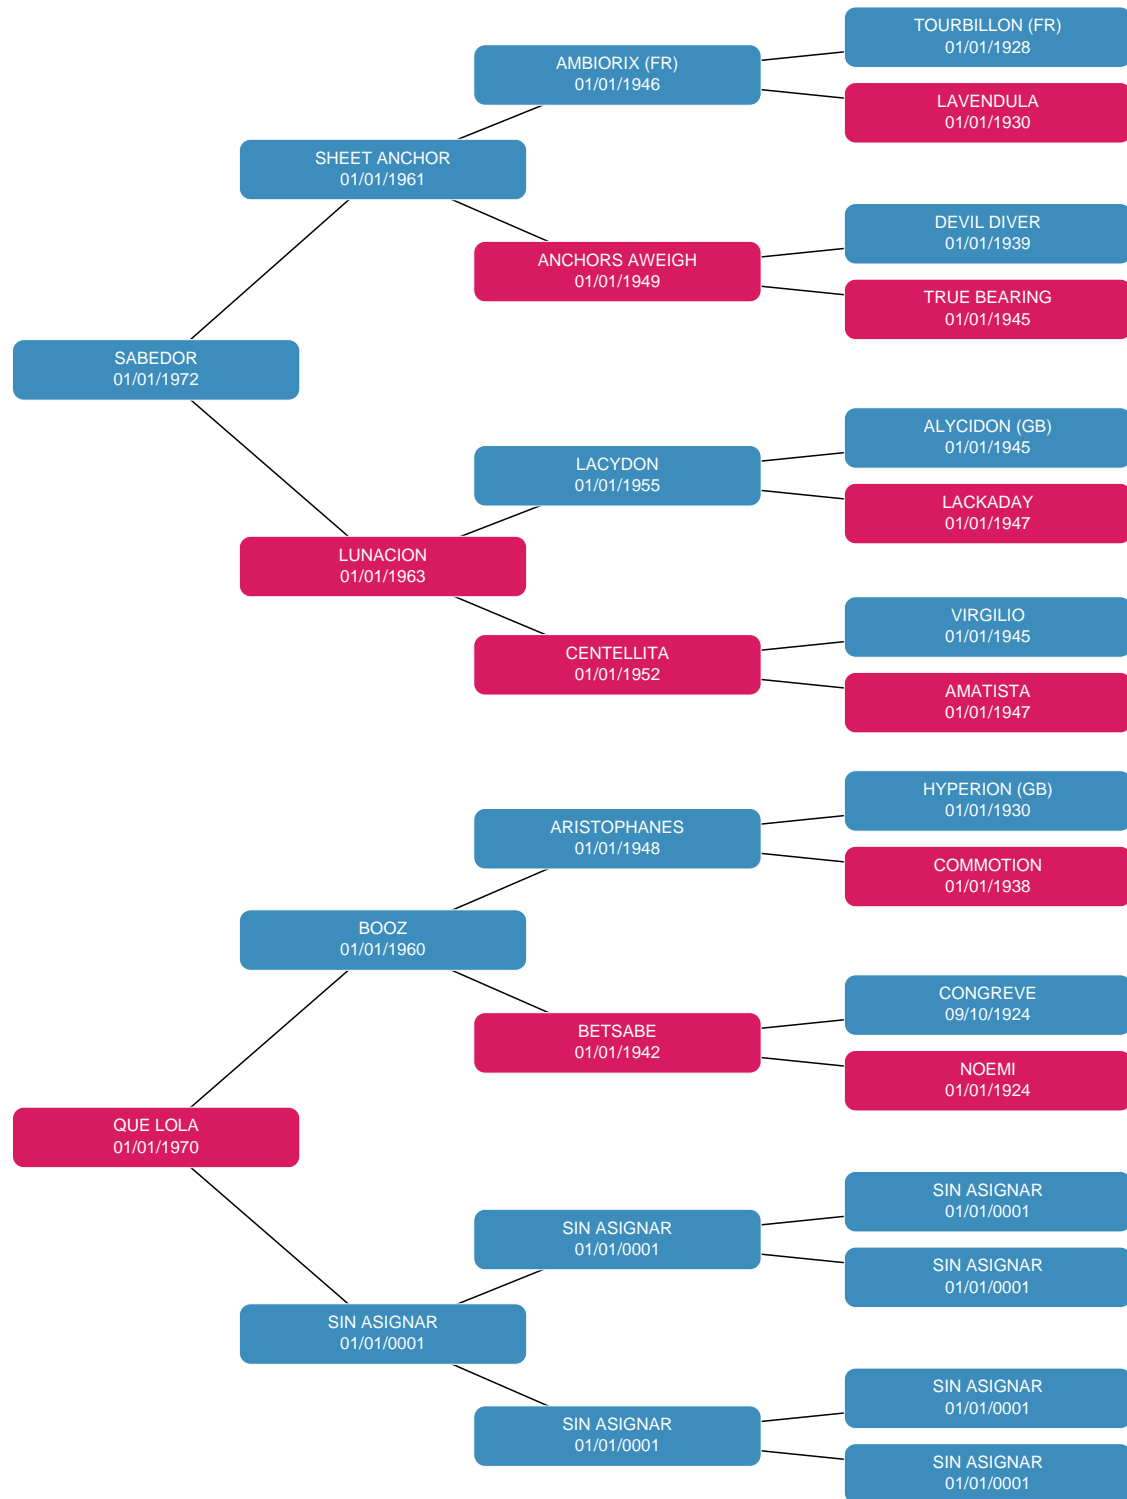 TOURBILLON (FR)
01/01/1928
AMBIORIX (FR)
01/01/1946
LAVENDULA
01/01/1930
SHEET ANCHOR
01/01/1961
DEVIL DIVER
01/01/1939
ANCHORS AWEIGH
01/01/1949
TRUE BEARING
01/01/1945
SABEDOR
01/01/1972
ALYCIDON (GB)
01/01/1945
LACYDON
01/01/1955
LACKADAY
01/01/1947
LUNACION
01/01/1963
VIRGILIO
01/01/1945
CENTELLITA
01/01/1952
AMATISTA
01/01/1947
HYPERION (GB)
01/01/1930
ARISTOPHANES
01/01/1948
COMMOTION
01/01/1938
BOOZ
01/01/1960
CONGREVE
09/10/1924
BETSABE
01/01/1942
NOEMI
01/01/1924
QUE LOLA
01/01/1970
SIN ASIGNAR
01/01/0001
SIN ASIGNAR
01/01/0001
SIN ASIGNAR
01/01/0001
SIN ASIGNAR
01/01/0001
SIN ASIGNAR
01/01/0001
SIN ASIGNAR
01/01/0001
SIN ASIGNAR
01/01/0001